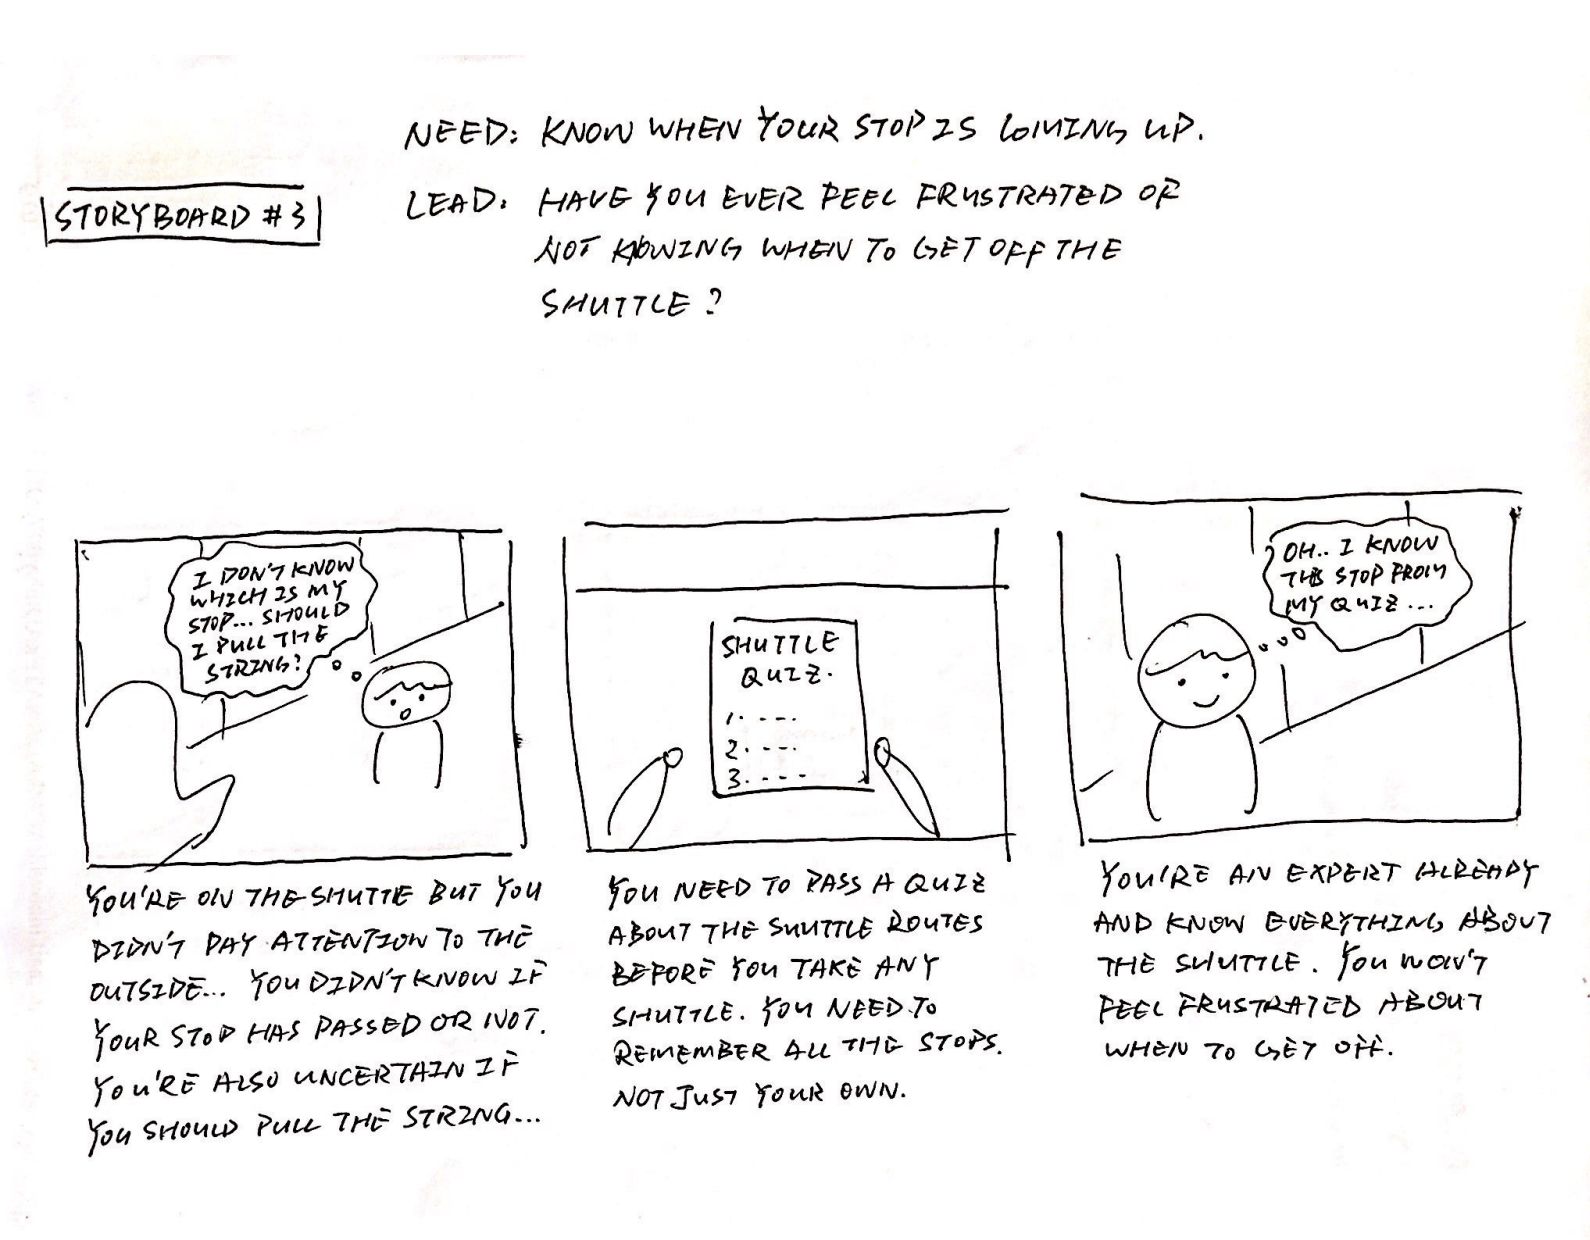 NEED: KNOW WHEN YOUR STOP IS COMING UP.
STORYBOARD #3
LEAD: HAVE YOU EVER FEEL FRUSTRATED OF
NOT KNOWING WHEN TO GET OFF THE
SHUTTLE?
I DON'T KNOW
WHICH IS MY
STOP... SHOULD
I PULL THE
STRING?
SHUTTLE
QUIZ.
1. - - -.
2. - - -.
3. - - - -
OH.. I KNOW
THIS STOP FROM
MY QUIZ ...
YOU'RE ON THE SHUTTLE BUT YOU
DIDN'T PAY ATTENTION TO THE
OUTSIDE... YOU DIDN'T KNOW IF
YOUR STOP HAS PASSED OR NOT.
YOU'RE ALSO UNCERTAIN IF
YOU SHOULD PULL THE STRING...
YOU NEED TO PASS A QUIZ
ABOUT THE SHUTTLE ROUTES
BEFORE YOU TAKE ANY
SHUTTLE. YOU NEED TO
REMEMBER ALL THE STOPS.
NOT JUST YOUR OWN.
YOU'RE AN EXPERT ALREADY
AND KNOW EVERYTHING ABOUT
THE SHUTTLE. YOU WON'T
FEEL FRUSTRATED ABOUT
WHEN TO GET OFF.